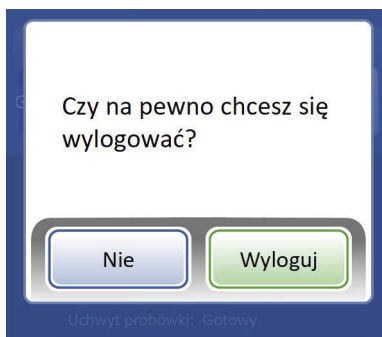 Czy na pewno chcesz się
wylogować?
Nie
Wyloguj
Uchwyt probówki: Gotowy